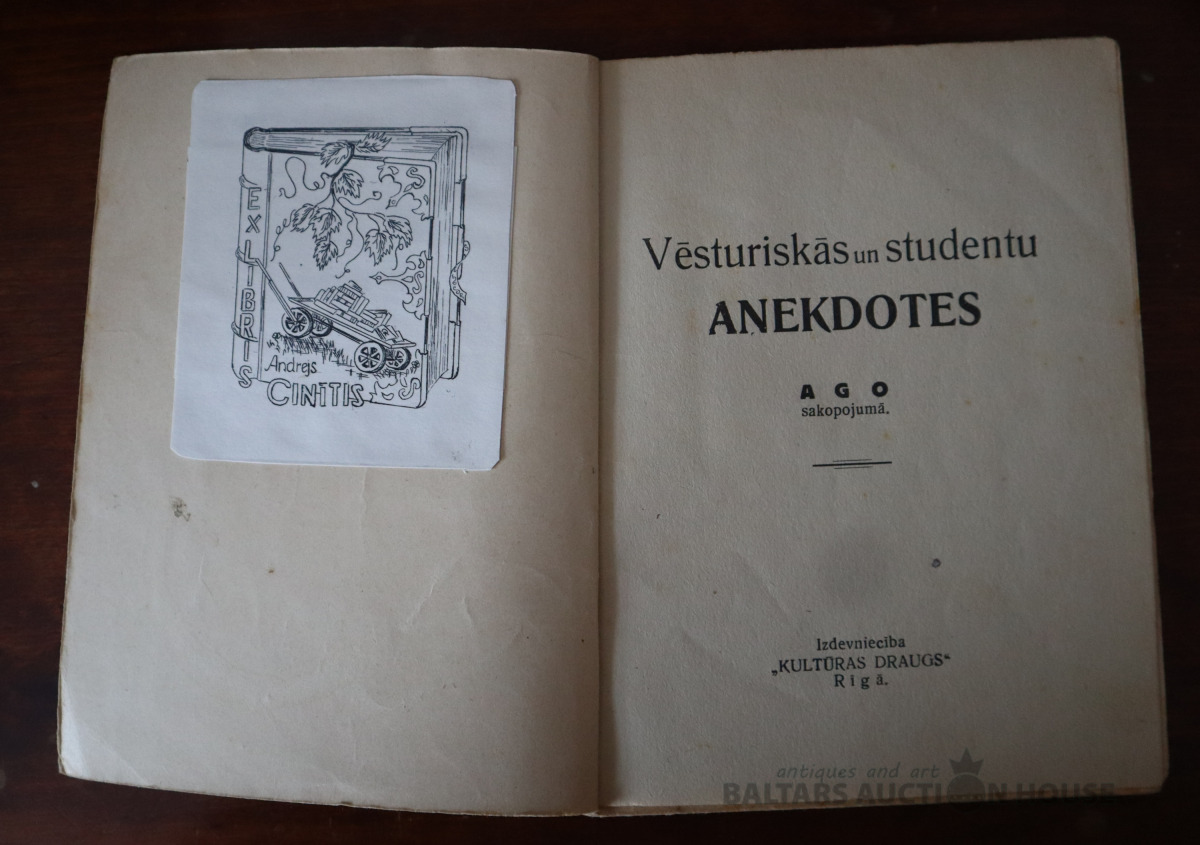 EX LIBRIS
Andrejs
CINĪTIS
Vēsturiskās un studentu
ANEKDOTES
AGO
sakopojumā.
Izdevniecība
„KULTŪRAS DRAUGS“
Rīgā.
antiques and art
BALTARS AUCTION HOUSE